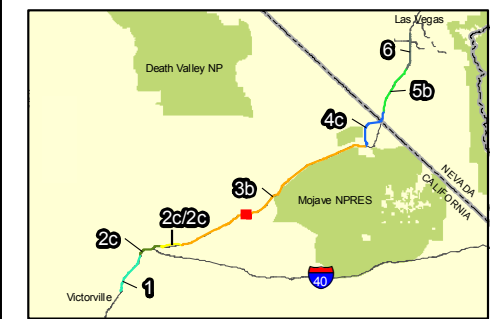 Las Vegas
6
Death Valley NP
5b
4c
NEVADA
CALIFORNIA
3b
Mojave NPRES
2c/2c
2c
40
1
Victorville